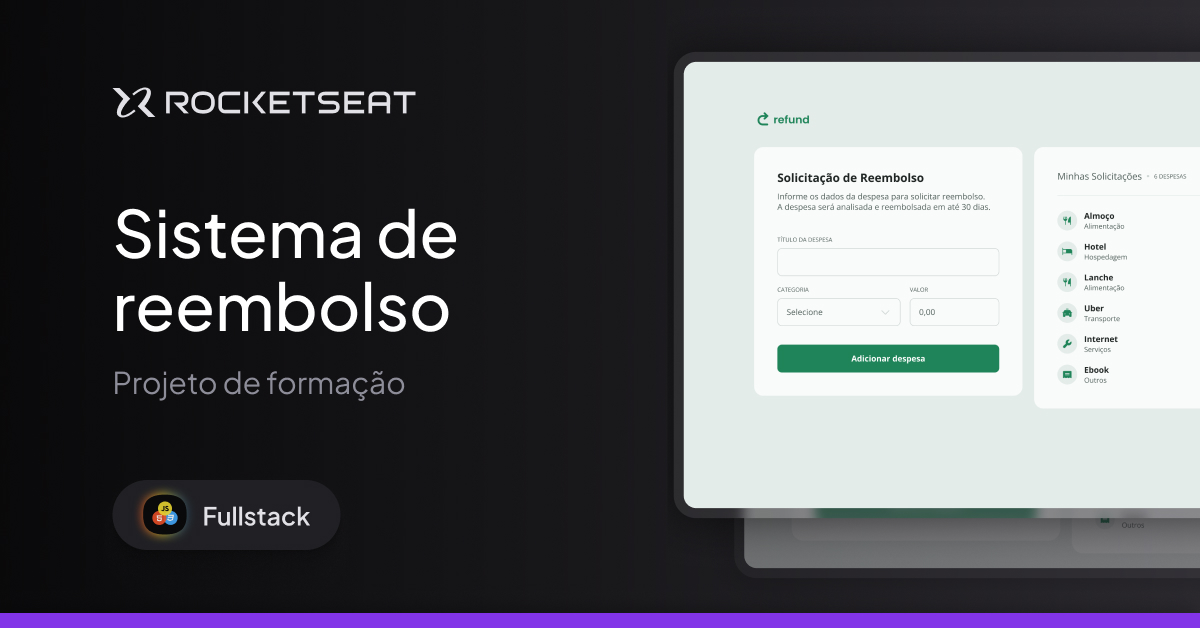 ROCKETSEAT
Sistema de
reembolso
Projeto de formação
JS
Fullstack
refund
Solicitação de Reembolso
Informe os dados da despesa para solicitar reembolso.
A despesa será analisada e reembolsada em até 30 dias.
TÍTULO DA DESPESA
CATEGORIA
VALOR
Selecione
0,00
Adicionar despesa
Minhas Solicitações • 6 DESPESAS
Almoço
Alimentação
Hotel
Hospedagem
Lanche
Alimentação
Uber
Transporte
Internet
Serviços
Ebook
Outros
Outros